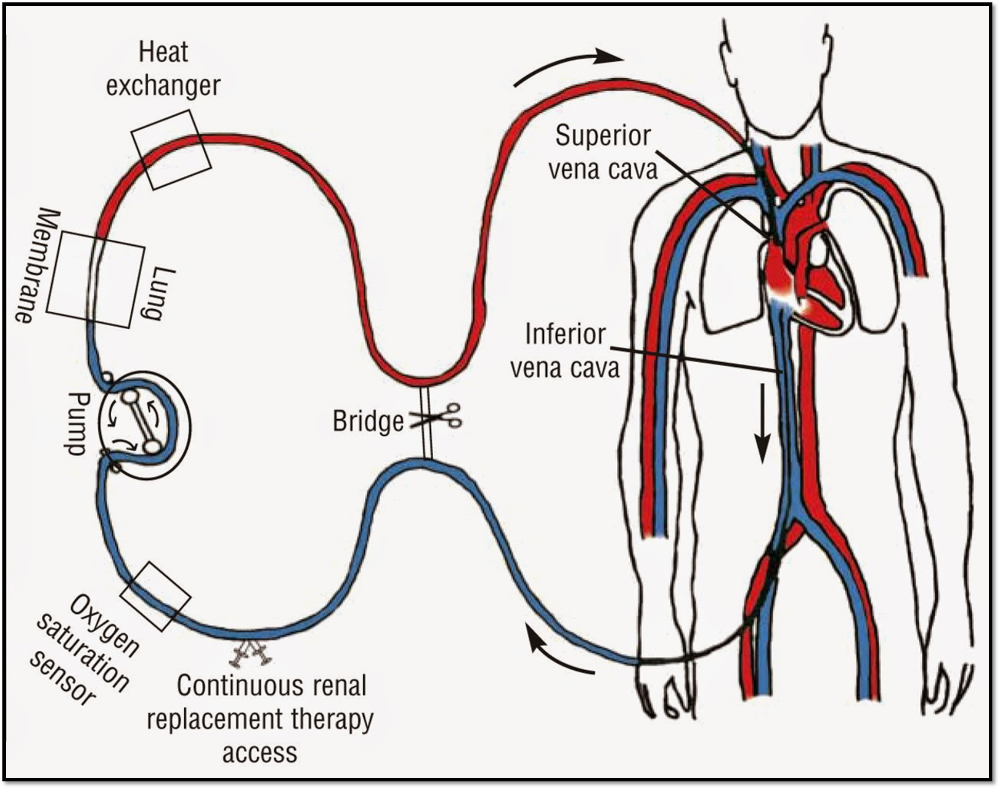 Heat
exchanger
Superior
vena cava
Membrane
Lung
Inferior
vena cava
Pump
Bridge
Oxygen
saturation
sensor
Continuous renal
replacement therapy
access